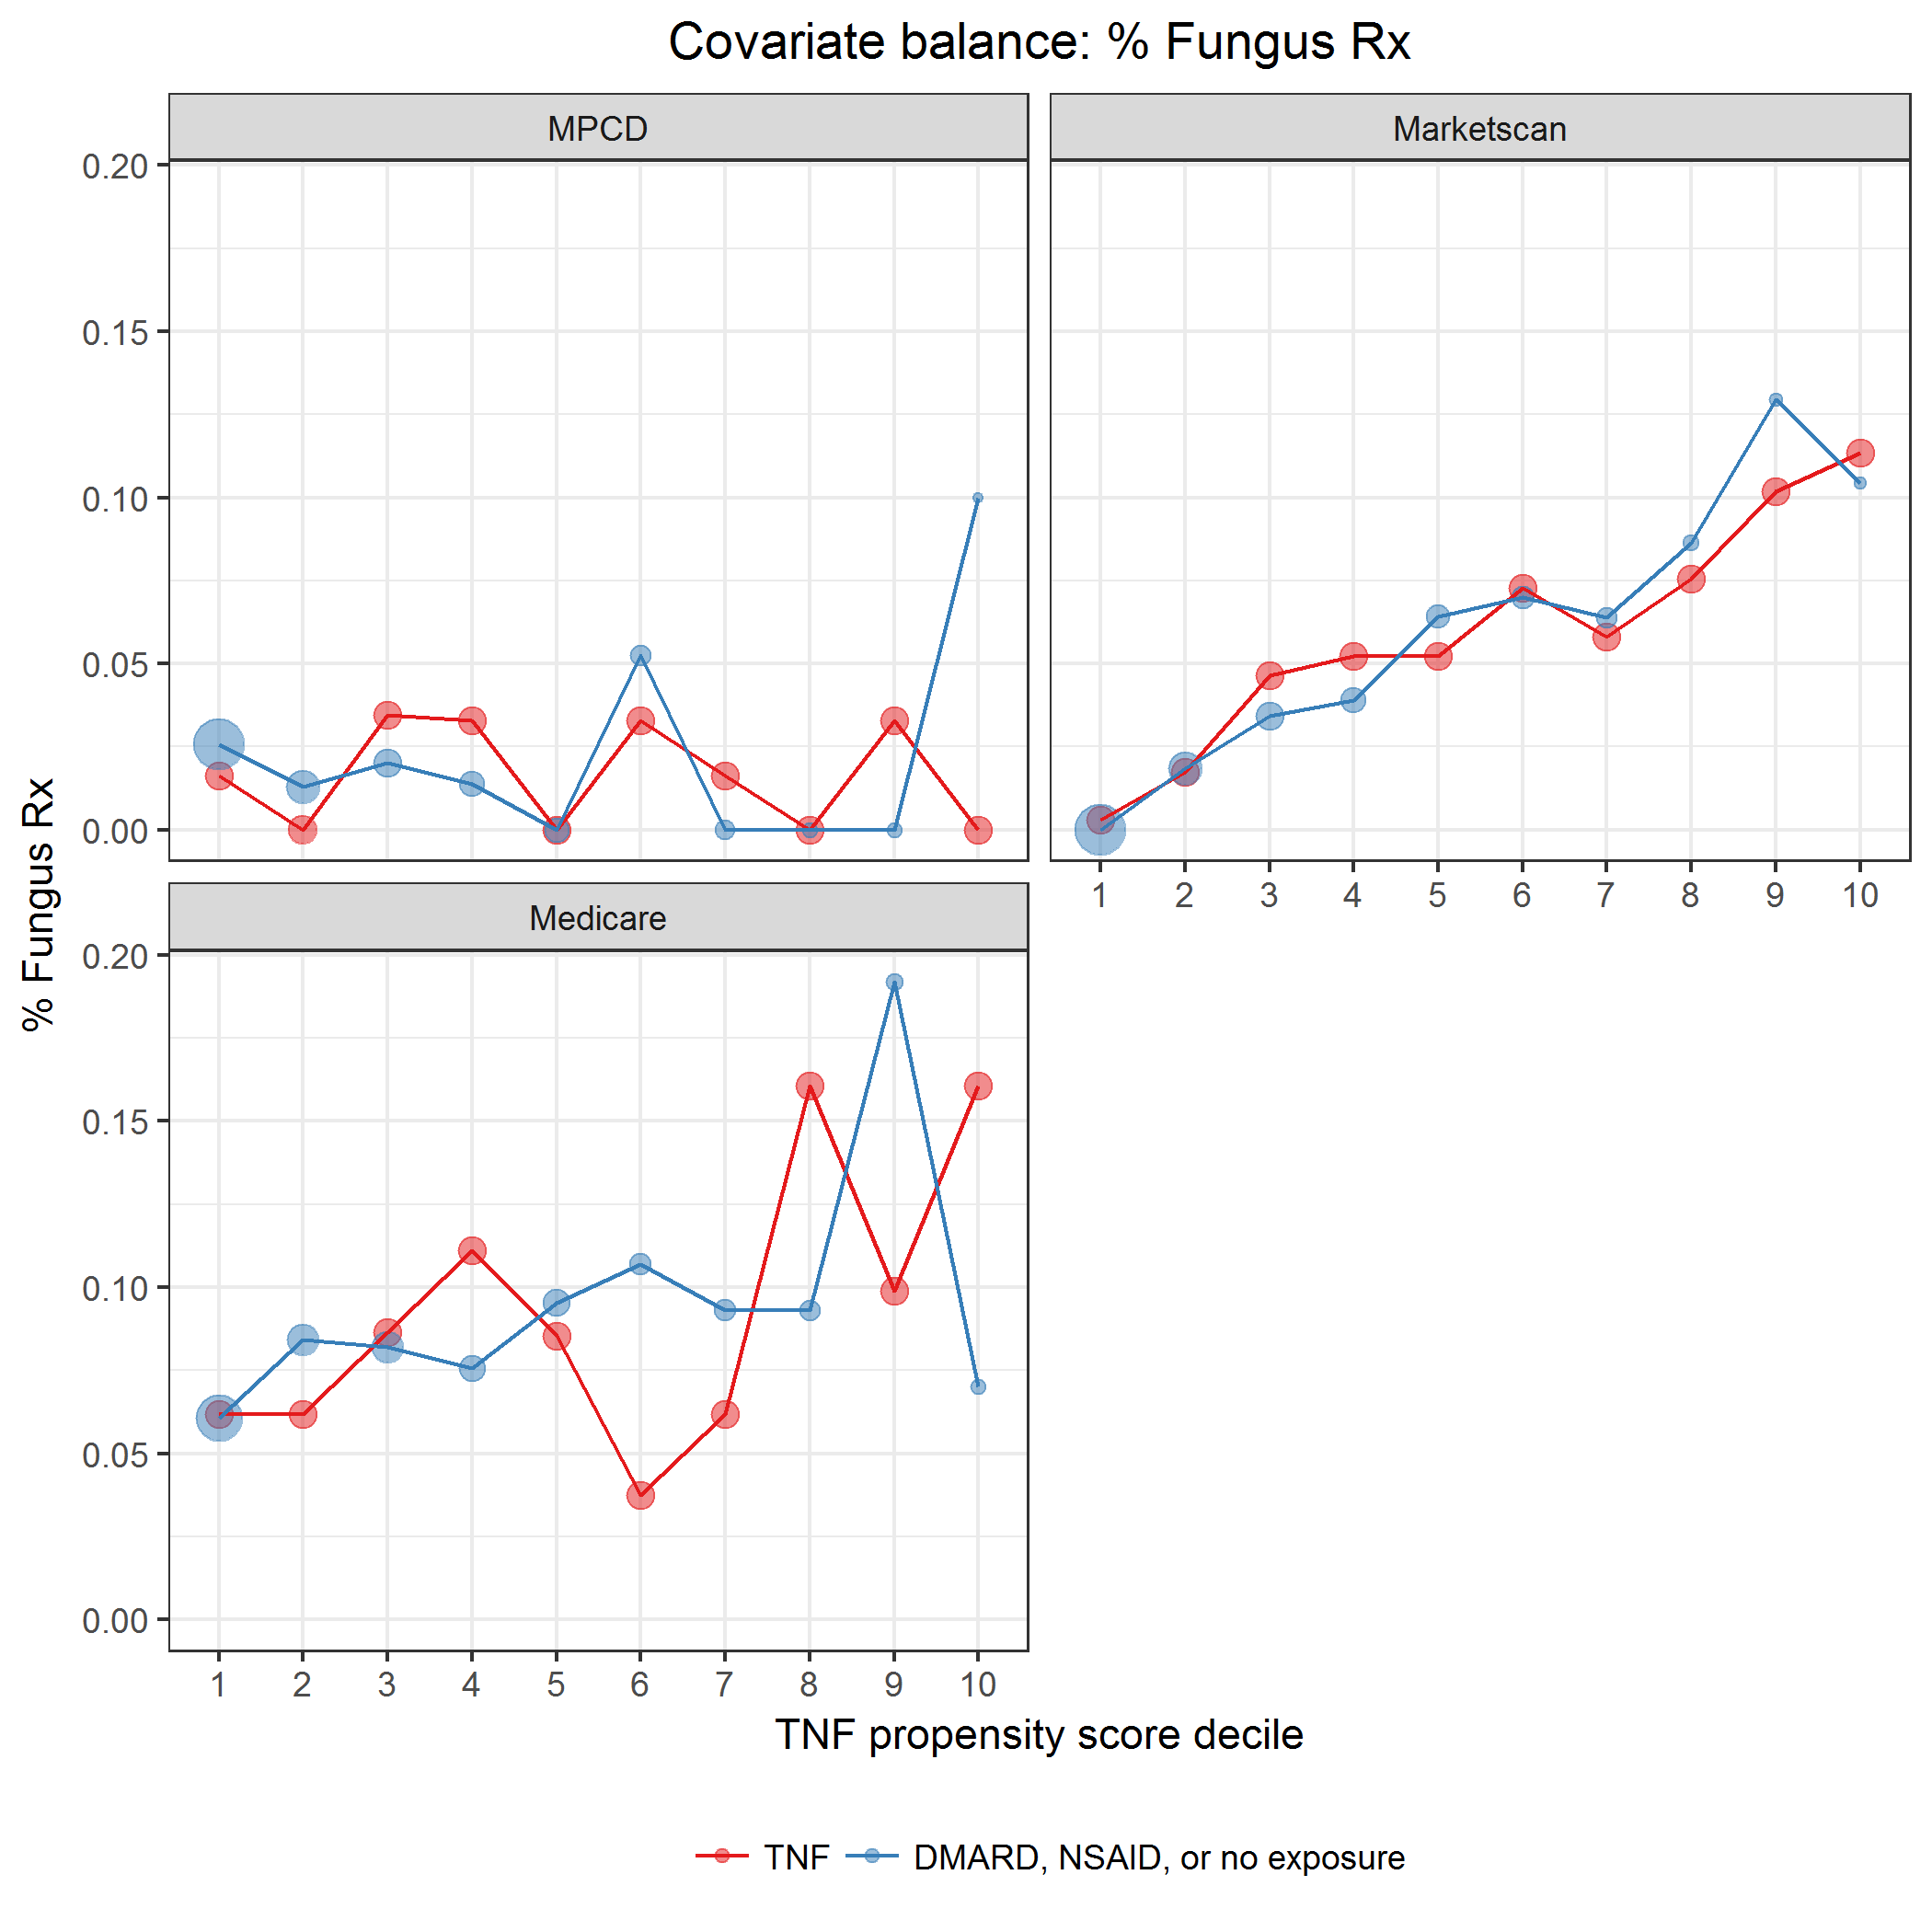 Covariate balance: % Fungus Rx
MPCD
Marketscan
0.20
0.15
0.10
0.05
0.00
1 2 3 4 5 6 7 8 9 10
Medicare
0.20
0.15
0.10
0.05
0.00
1 2 3 4 5 6 7 8 9 10
% Fungus Rx
TNF propensity score decile
TNF DMARD, NSAID, or no exposure